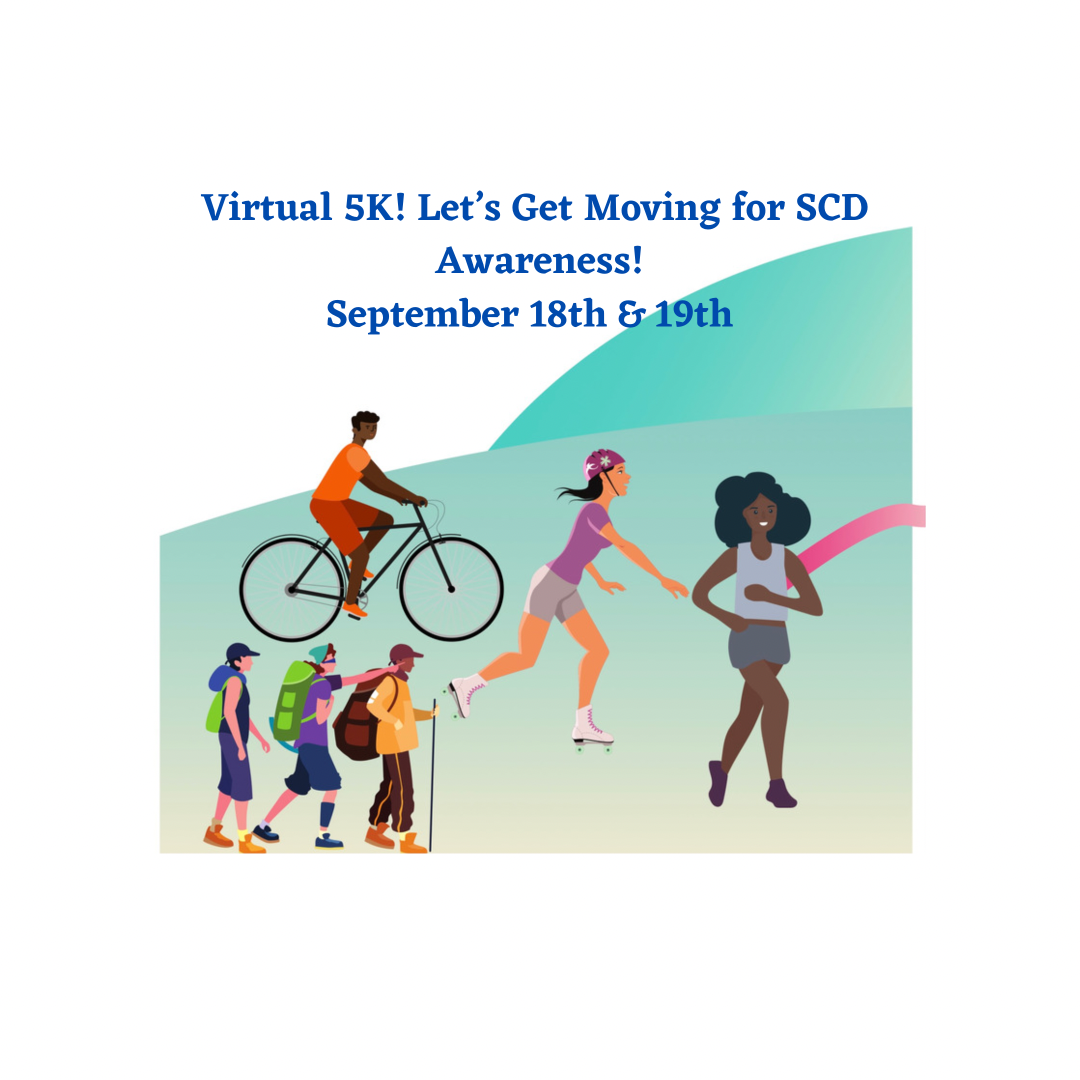 Virtual 5K! Let’s Get Moving for SCD
Awareness!
September 18th & 19th